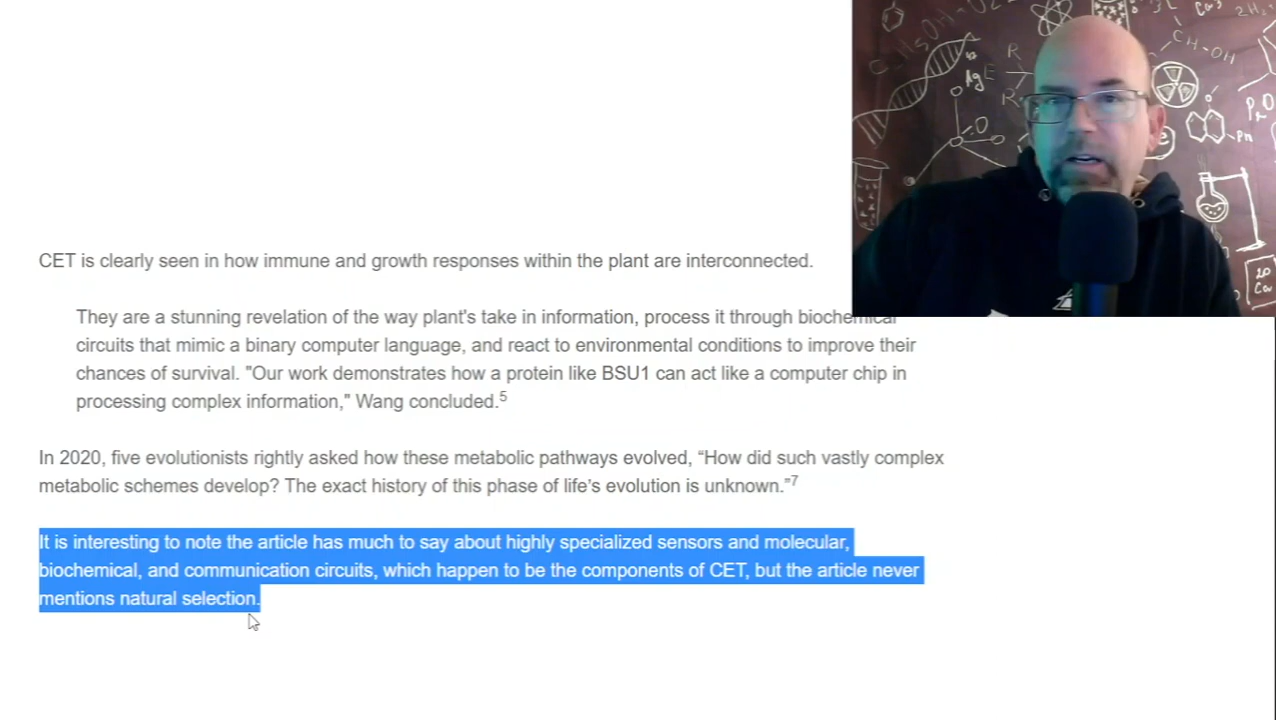 CET is clearly seen in how immune and growth responses within the plant are interconnected.
They are a stunning revelation of the way plant's take in information, process it through biochemical
circuits that mimic a binary computer language, and react to environmental conditions to improve their
chances of survival. "Our work demonstrates how a protein like BSU1 can act like a computer chip in
processing complex information," Wang concluded.5
In 2020, five evolutionists rightly asked how these metabolic pathways evolved, “How did such vastly complex
metabolic schemes develop? The exact history of this phase of life’s evolution is unknown.”7
It is interesting to note the article has much to say about highly specialized sensors and molecular,
biochemical, and communication circuits, which happen to be the components of CET, but the article never
mentions natural selection.
R
R
Ag
E
O
CH-OH
Pn
e
20
Ca